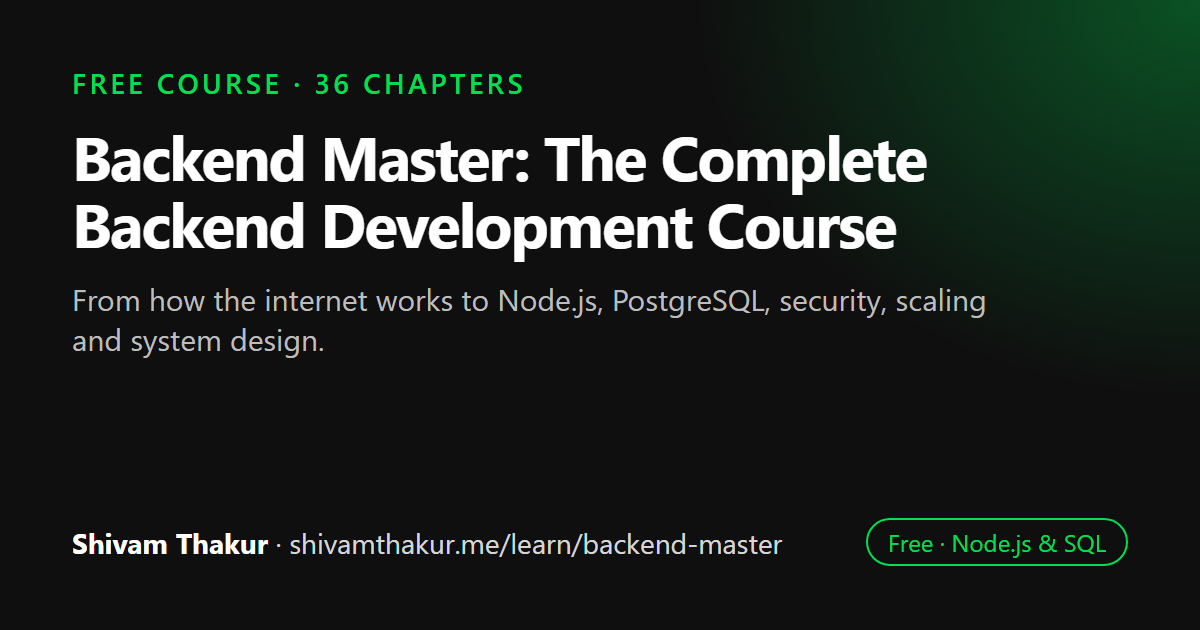 FREE COURSE · 36 CHAPTERS
Backend Master: The Complete
Backend Development Course
From how the internet works to Node.js, PostgreSQL, security, scaling
and system design.
Shivam Thakur · shivamthakur.me/learn/backend-master
Free · Node.js & SQL